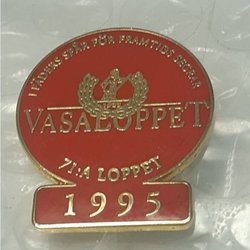 I FÄDERS SPÅR FÖR FRAMTIDS SEGRAR
VASALOPPET
71:A LOPPET
1995